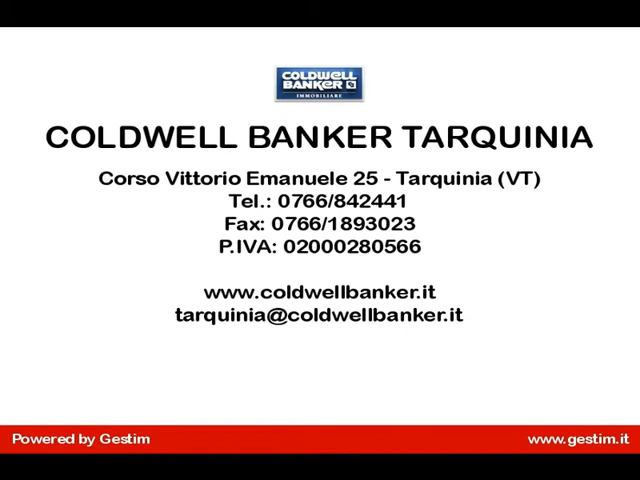 COLDWELL
BANKER
IMMOBILIARE
COLDWELL BANKER TARQUINIA
Corso Vittorio Emanuele 25 - Tarquinia (VT)
Tel.: 0766/842441
Fax: 0766/1893023
P.IVA: 02000280566
www.coldwellbanker.it
tarquinia@coldwellbanker.it
Powered by Gestim
www.gestim.it